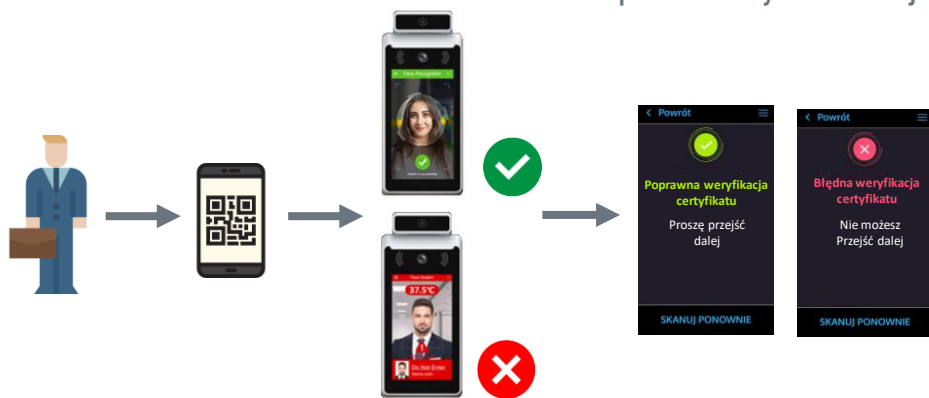 Face Recognition
37.5°C
Do Not Enter
< Powrót
Poprawna weryfikacja
certyfikatu
Proszę przejść
dalej
SKANUJ PONOWNIE
< Powrót
Błędna weryfikacja
certyfikatu
Nie możesz
Przejść dalej
SKANUJ PONOWNIE